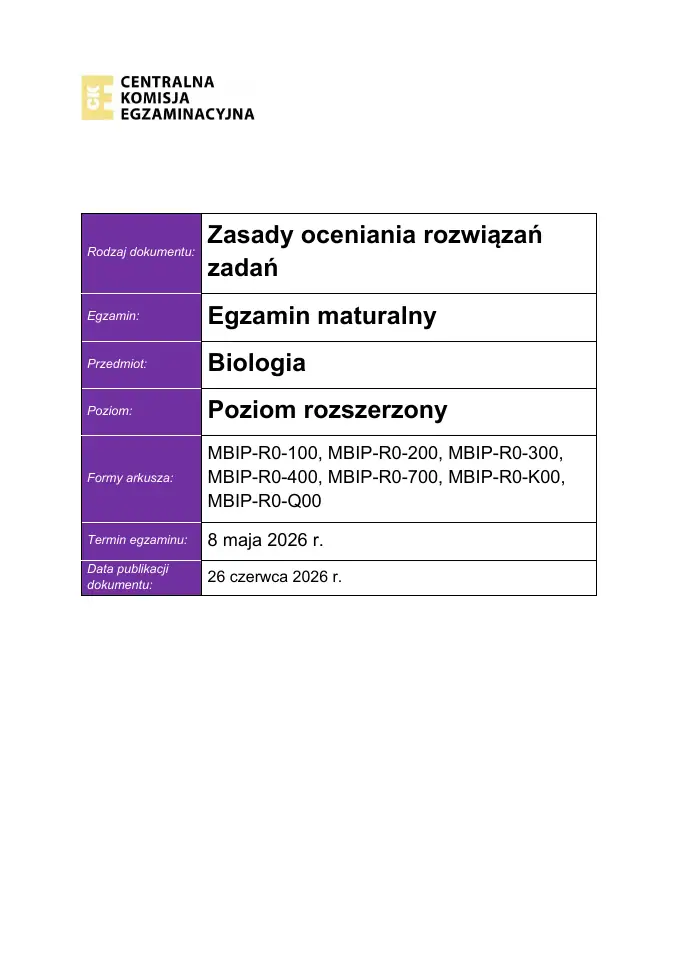 CKE
CENTRALNA
KOMISJA
EGZAMINACYJNA
Rodzaj dokumentu:
Zasady oceniania rozwiązań
zadań
Egzamin:
Egzamin maturalny
Przedmiot:
Biologia
Poziom:
Poziom rozszerzony
Formy arkusza:
MBIP-R0-100, MBIP-R0-200, MBIP-R0-300,
MBIP-R0-400, MBIP-R0-700, MBIP-R0-K00,
MBIP-R0-Q00
Termin egzaminu:
8 maja 2026 r.
Data publikacji
dokumentu:
26 czerwca 2026 r.